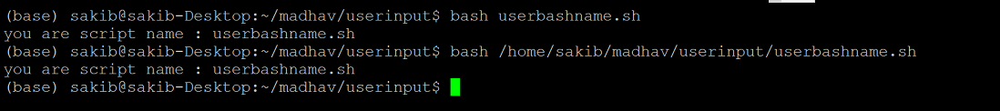 (base) sakib@sakib-Desktop:~/madhav/userinput$ bash userbashname.sh
you are script name : userbashname.sh
(base) sakib@sakib-Desktop:~/madhav/userinput$ bash /home/sakib/madhav/userinput/userbashname.sh
you are script name : userbashname.sh
(base) sakib@sakib-Desktop:~/madhav/userinput$